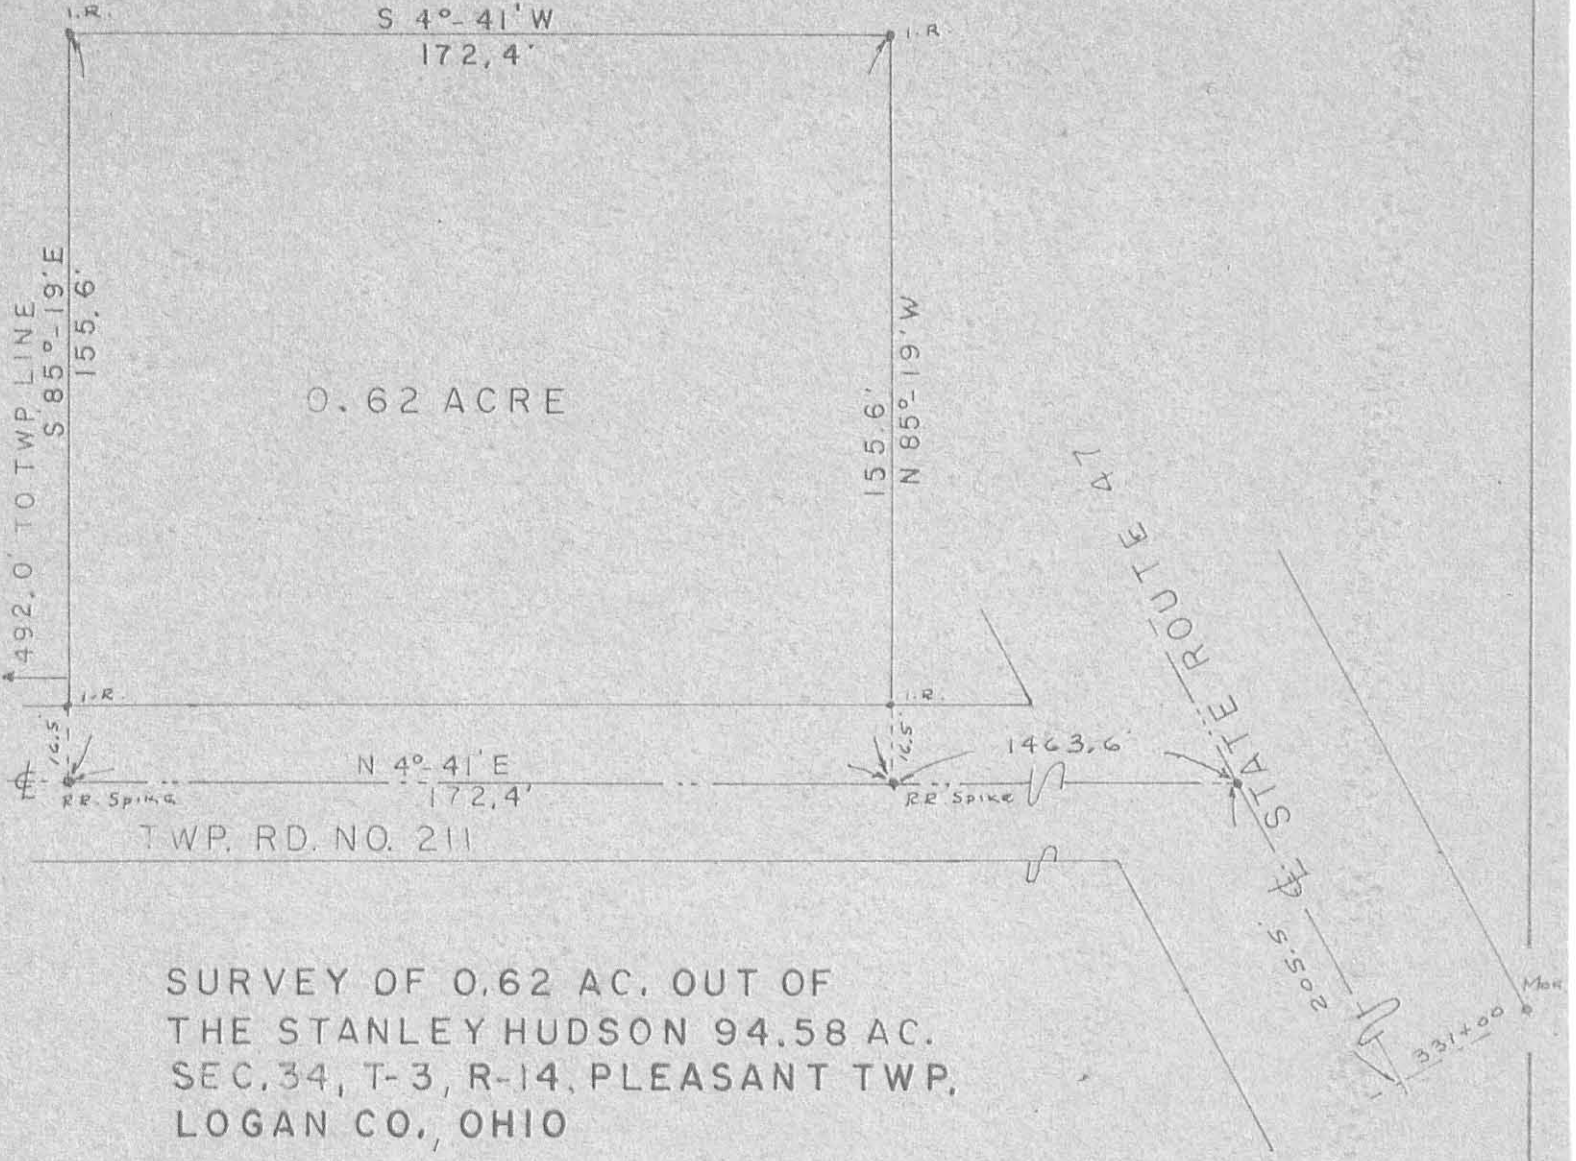 I.R.
S 4°-41'W
172,4'
I.R.
492.0' TO TWP. LINE
S 85°-19'E
155.6'
0.62 ACRE
155.6'
N 85°-19'W
STATE ROUTE 47
I.R.
I.R.
16.5'
16.5'
1463.6'
N 4°-41'E
172,4'
℄
RR. Spike
RR. Spike
TWP. RD. NO. 211
℄
205.5'
Mon
331+00
SURVEY OF 0.62 AC. OUT OF
THE STANLEY HUDSON 94.58 AC.
SEC. 34, T-3, R-14, PLEASANT TWP.
LOGAN CO., OHIO